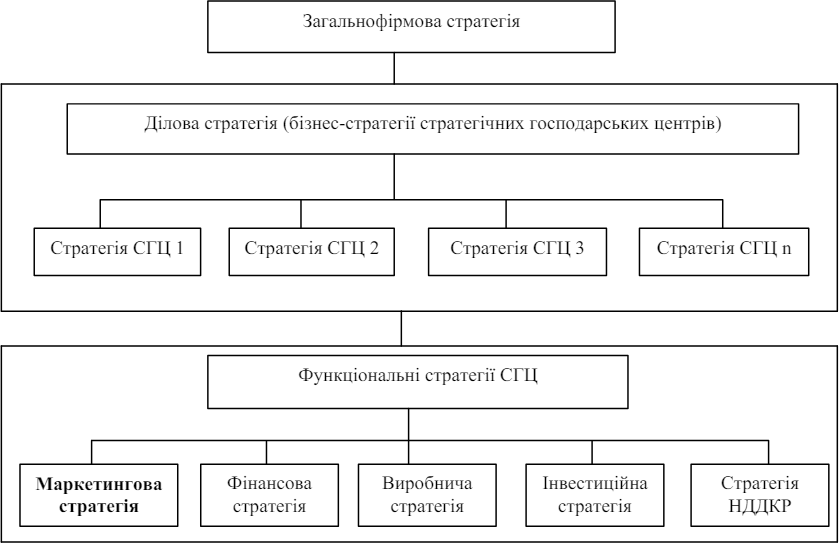 Загальнофірмова стратегія
Ділова стратегія (бізнес-стратегії стратегічних господарських центрів)
Стратегія СГЦ 1
Стратегія СГЦ 2
Стратегія СГЦ 3
Стратегія СГЦ n
Функціональні стратегії СГЦ
Маркетингова
стратегія
Фінансова
стратегія
Виробнича
стратегія
Інвестиційна
стратегія
Стратегія
НДДКР